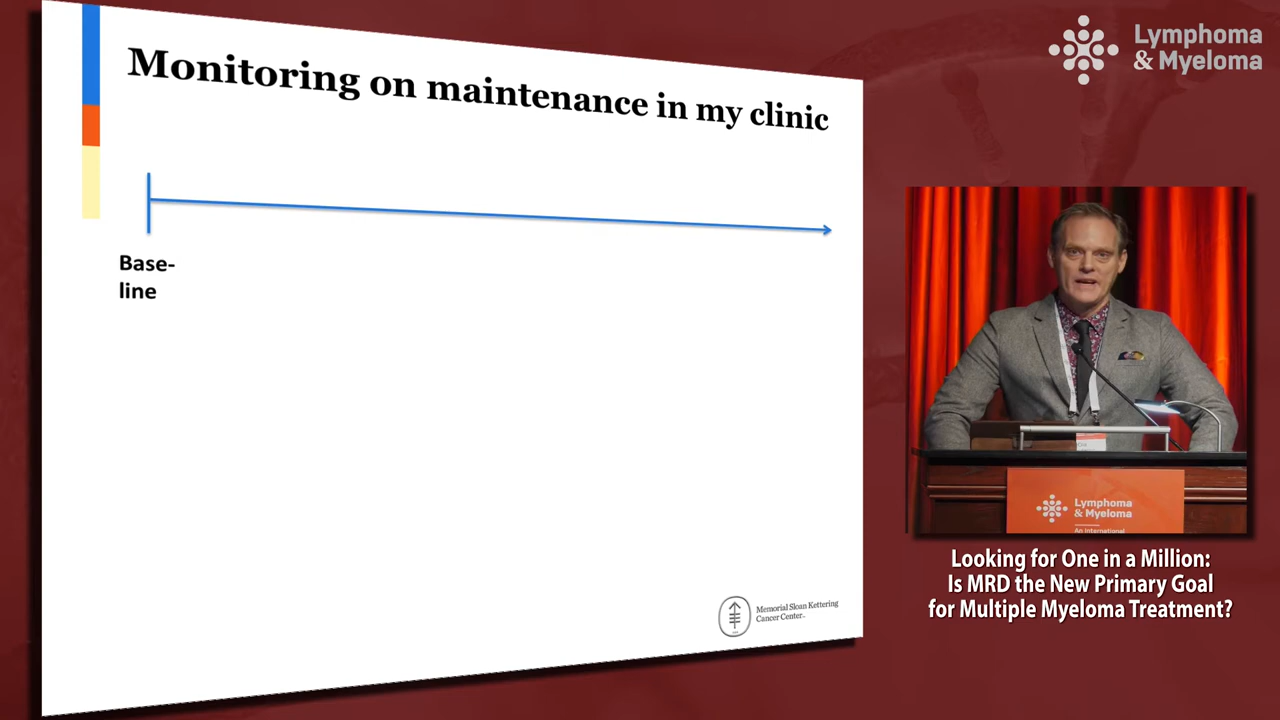 Monitoring on maintenance in my clinic
Base-
line
Memorial Sloan Kettering
Cancer Center
Lymphoma
& Myeloma
Lymphoma
& Myeloma
An International
Looking for One in a Million:
Is MRD the New Primary Goal
for Multiple Myeloma Treatment?